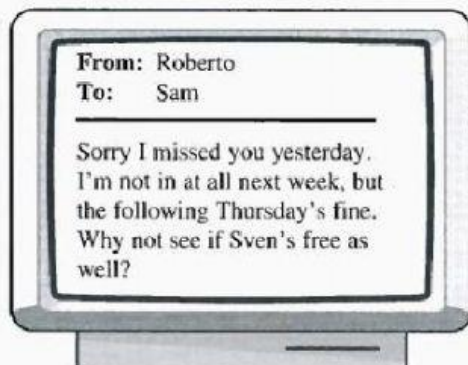 From: Roberto
To: Sam
Sorry I missed you yesterday.
I'm not in at all next week, but
the following Thursday's fine.
Why not see if Sven's free as
well?